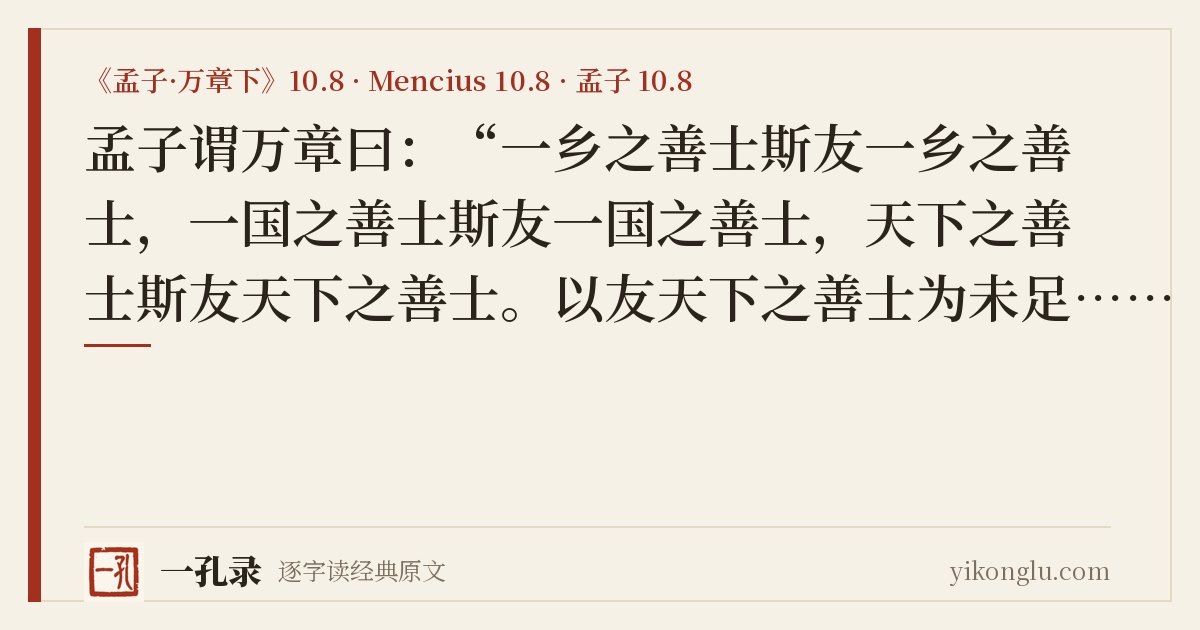 《孟子·万章下》10.8 · Mencius 10.8 · 孟子 10.8
孟子谓万章曰：“一乡之善士斯友一乡之善
士，一国之善士斯友一国之善士，天下之善
士斯友天下之善士。以友天下之善士为未足……
一孔
一孔录 逐字读经典原文
yikonglu.com